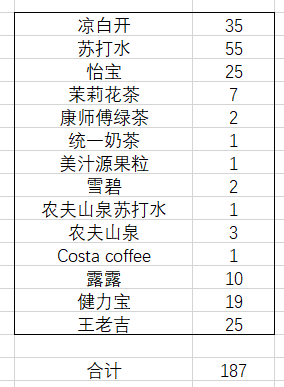 凉白开 35
苏打水 55
怡宝 25
茉莉花茶 7
康师傅绿茶 2
统一奶茶 1
美汁源果粒 1
雪碧 2
农夫山泉苏打水 1
农夫山泉 3
Costa coffee 1
露露 10
健力宝 19
王老吉 25
合计 187